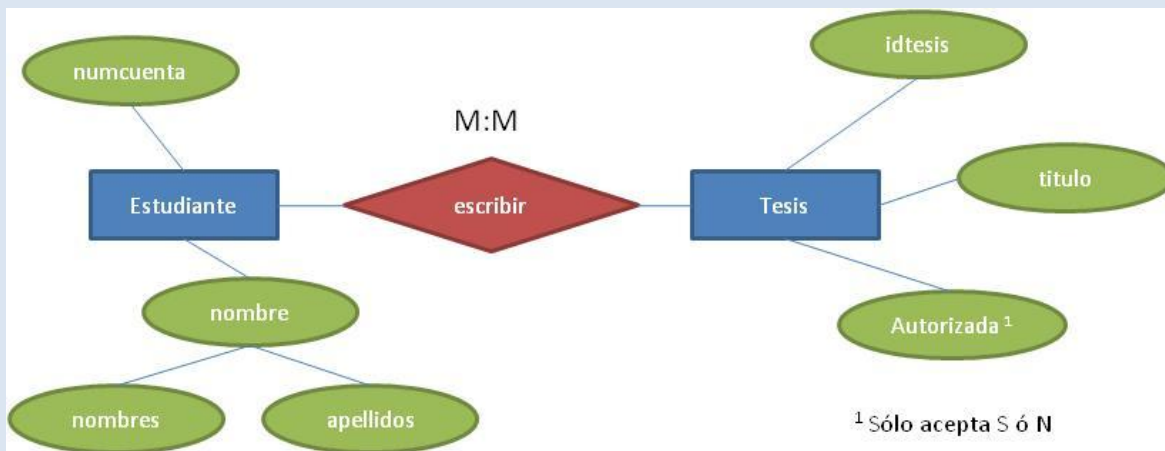 idtesis
numcuenta
M:M
titulo
Estudiante
escribir
Tesis
nombre
Autorizada ¹
nombres
apellidos
¹ Sólo acepta S ó N